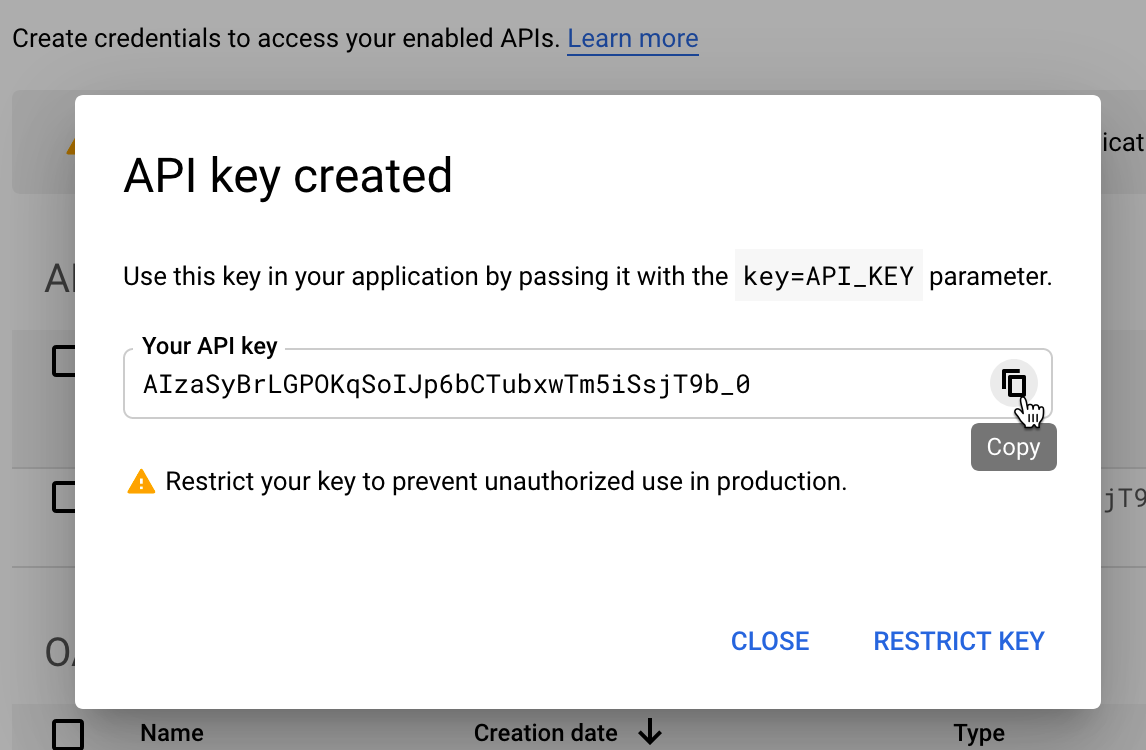 Create credentials to access your enabled APIs. Learn more
icat
API key created
AI
Use this key in your application by passing it with the key=API_KEY parameter.
Your API key
AIzaSyBrLGPOKqSoIJp6bCTubxwTm5iSsjT9b_0
Copy
Restrict your key to prevent unauthorized use in production.
jT9
CLOSE RESTRICT KEY
Name Creation date Type